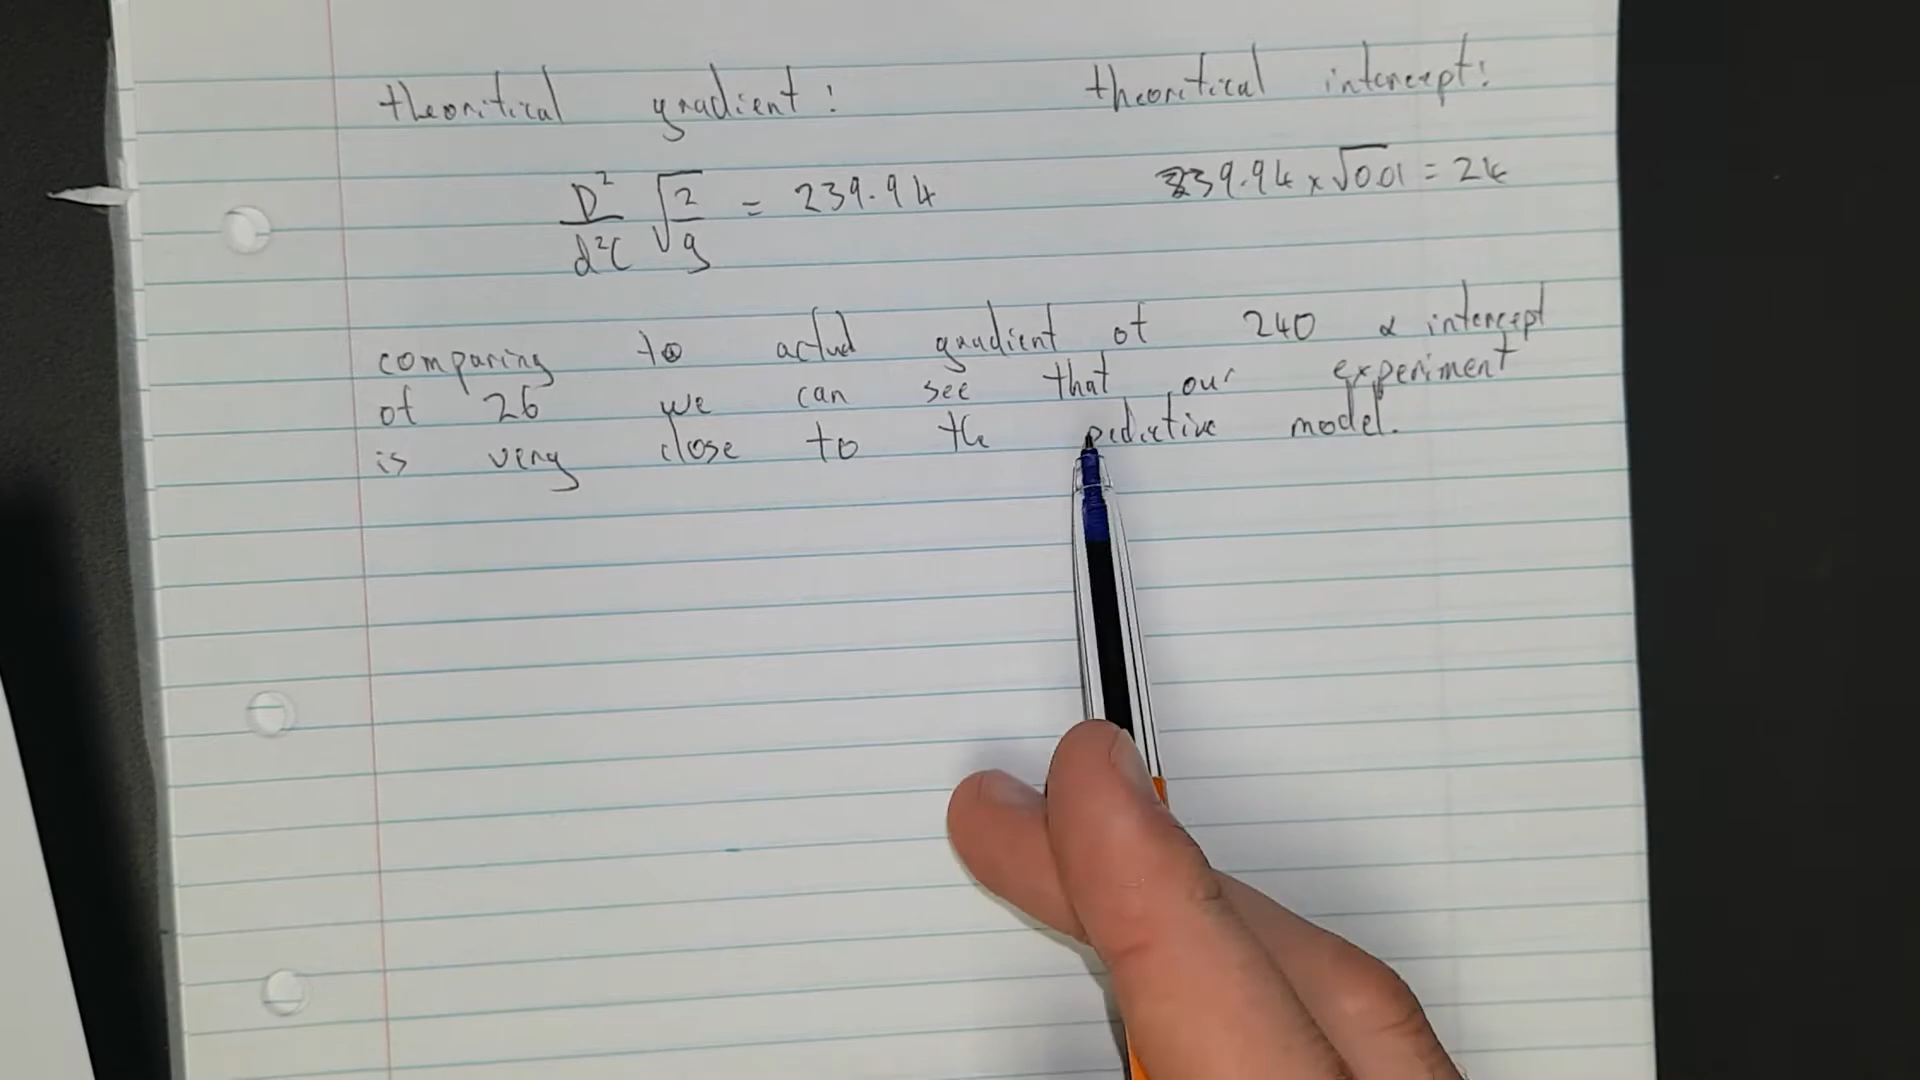 theoritical gradient: theoritical intercept:
D²/d²C √2/g = 239.94 239.94 x √0.01 = 24
comparing to actual gradient of 240 & intercept
of 26 we can see that our experiment
is very close to the pedictive model.